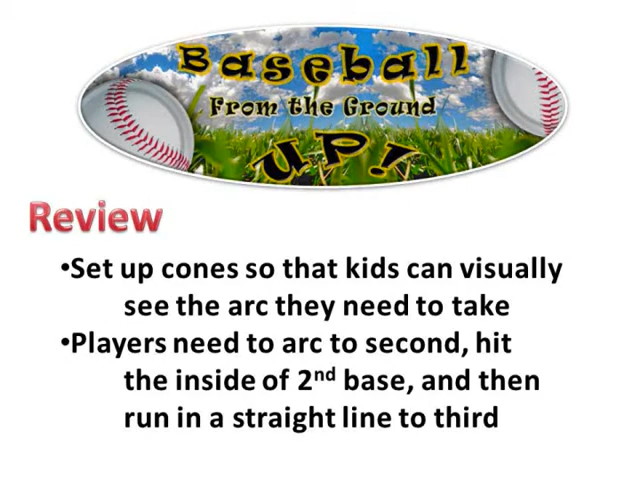 Baseball
From the Ground
UP!
Review
•Set up cones so that kids can visually
see the arc they need to take
•Players need to arc to second, hit
the inside of 2nd base, and then
run in a straight line to third